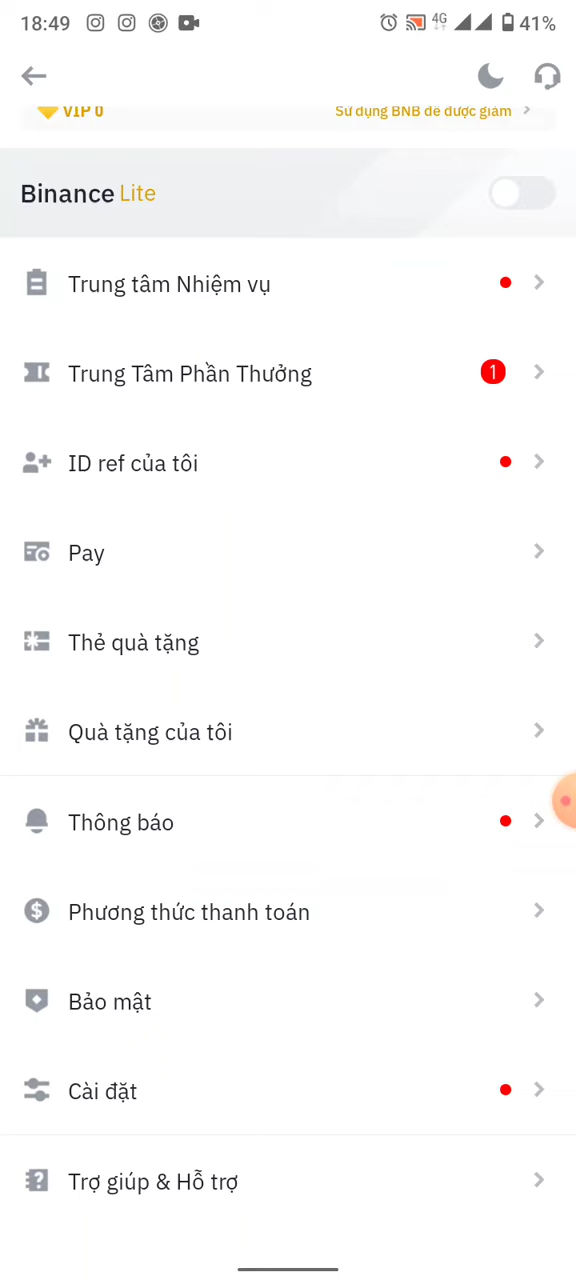 18:49 4G 41%
VIP 0 Sử dụng BNB để được giảm
Binance Lite
Trung tâm Nhiệm vụ
Trung Tâm Phần Thưởng 1
ID ref của tôi
Pay
Thẻ quà tặng
Quà tặng của tôi
Thông báo
Phương thức thanh toán
Bảo mật
Cài đặt
Trợ giúp & Hỗ trợ